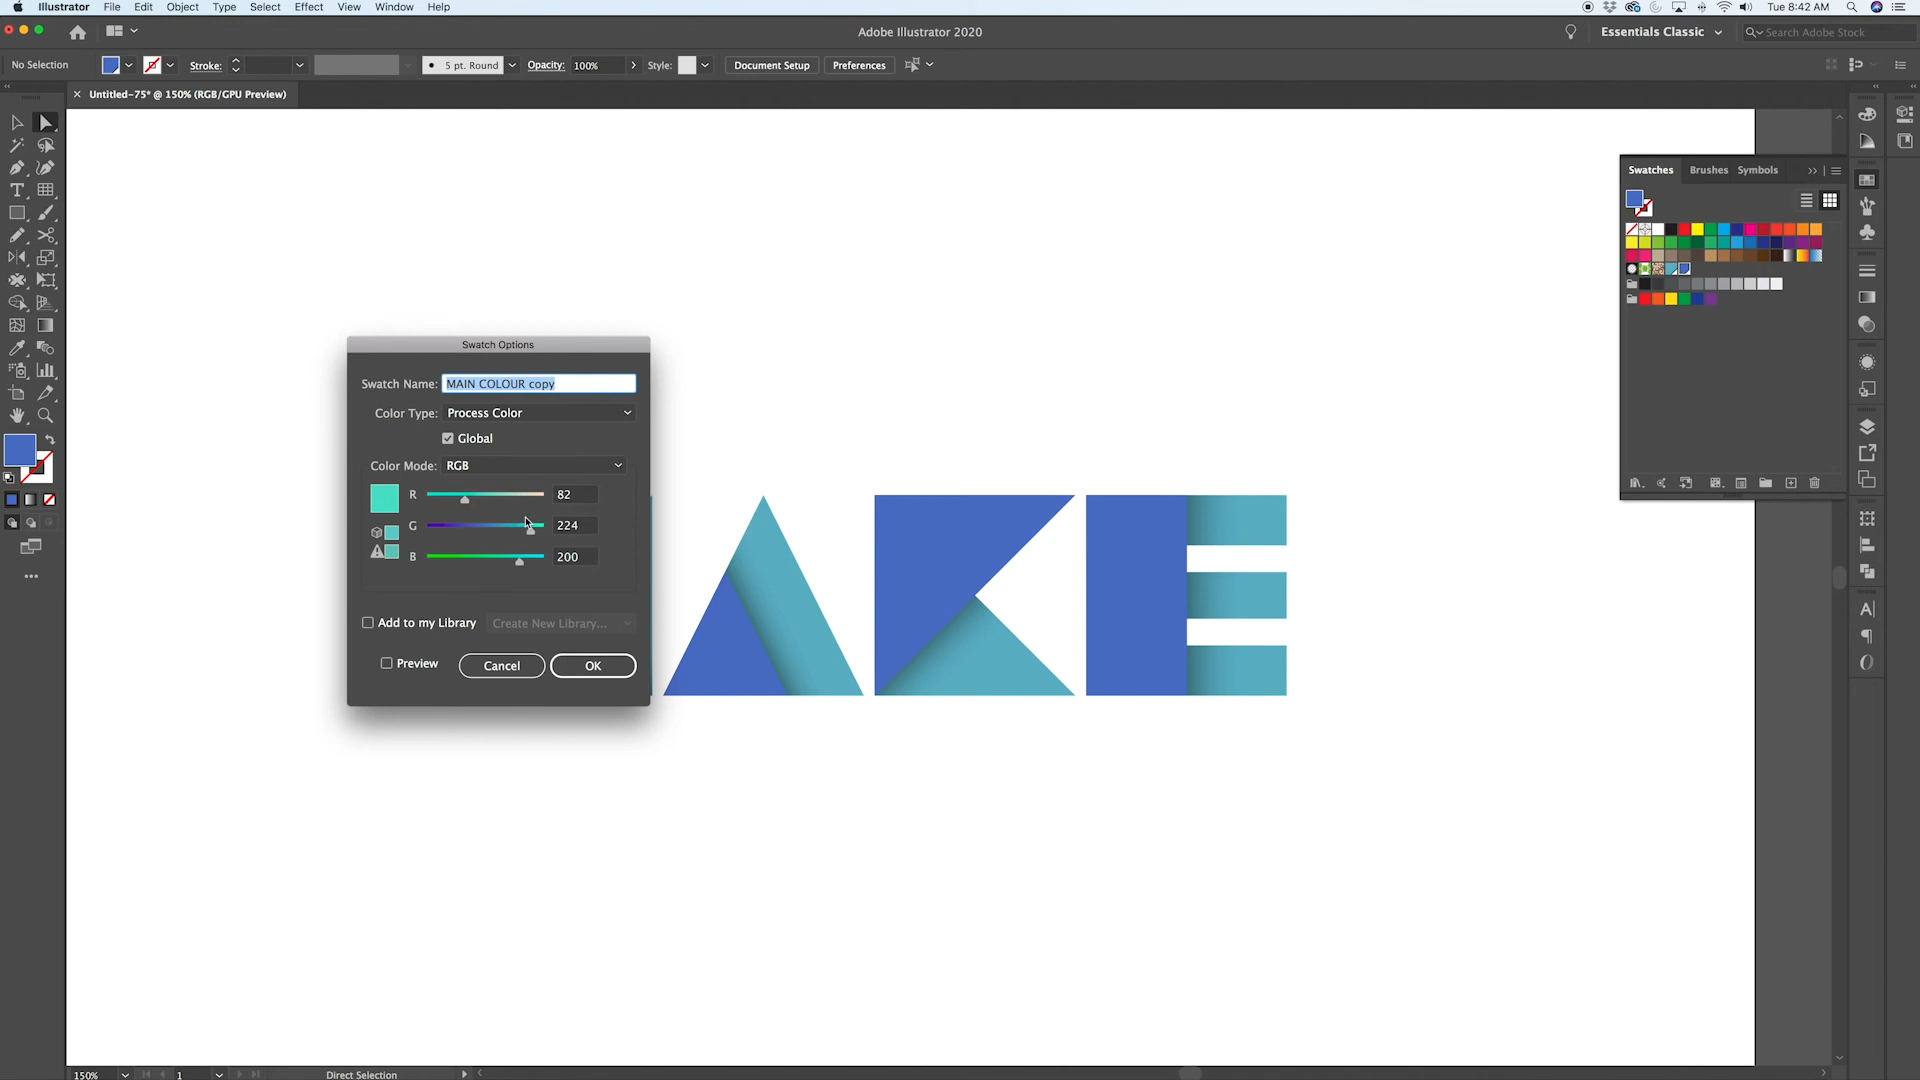 Illustrator File Edit Object Type Select Effect View Window Help
Tue 8:42 AM
Adobe Illustrator 2020
Essentials Classic
Search Adobe Stock
No Selection
Stroke:
5 pt. Round
Opacity: 100%
Style:
Document Setup
Preferences
Untitled-75* @ 150% (RGB/GPU Preview)
Swatches Brushes Symbols
Swatch Options
Swatch Name: MAIN COLOUR copy
Color Type: Process Color
Global
Color Mode: RGB
R 82
G 224
B 200
Add to my Library Create New Library...
Preview Cancel OK
AKE
150%
1
Direct Selection